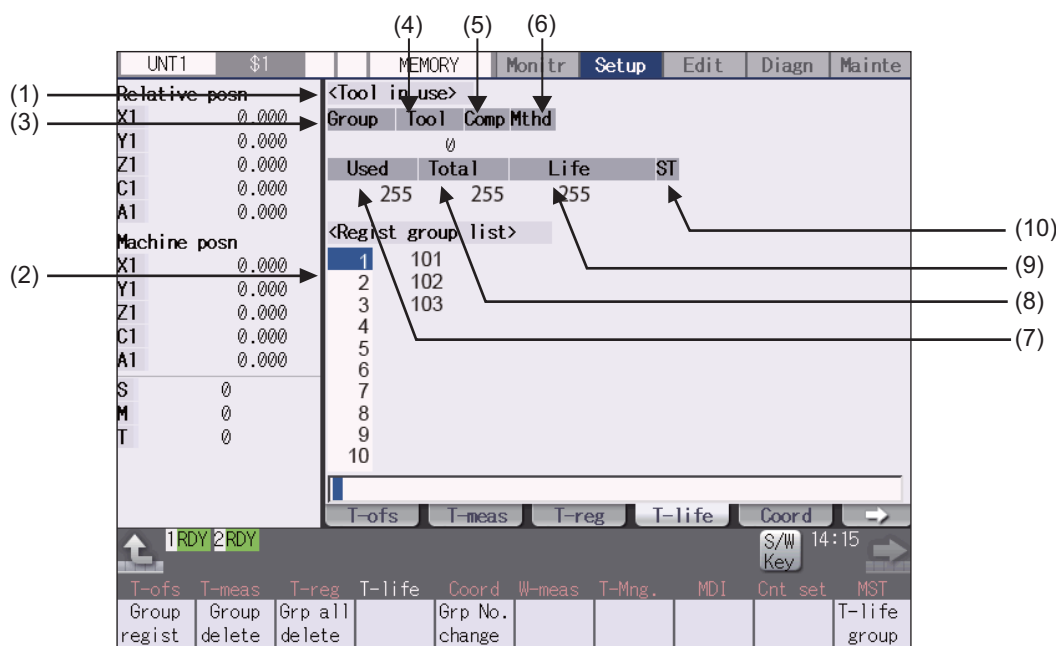 (4) (5) (6)
UNT1 $1 MEMORY Monitr Setup Edit Diagn Mainte
(1) Relative posn <Tool in use>
(3) X1 0.000 Group Tool Comp Mthd
Y1 0.000 0
Z1 0.000 Used Total Life ST
C1 0.000 255 255 255
A1 0.000
(10)
Machine posn <Regist group list>
(2) X1 0.000 1 101 (9)
Y1 0.000 2 102
Z1 0.000 3 103 (8)
C1 0.000 4
A1 0.000 5 (7)
6
S 0 7
M 0 8
T 0 9
10
T-ofs T-meas T-reg T-life Coord
1RDY 2RDY S/W Key 14:15
T-ofs T-meas T-reg T-life Coord W-meas T-Mng. MDI Cnt set MST
Group regist Group delete Grp all delete Grp No. change T-life group